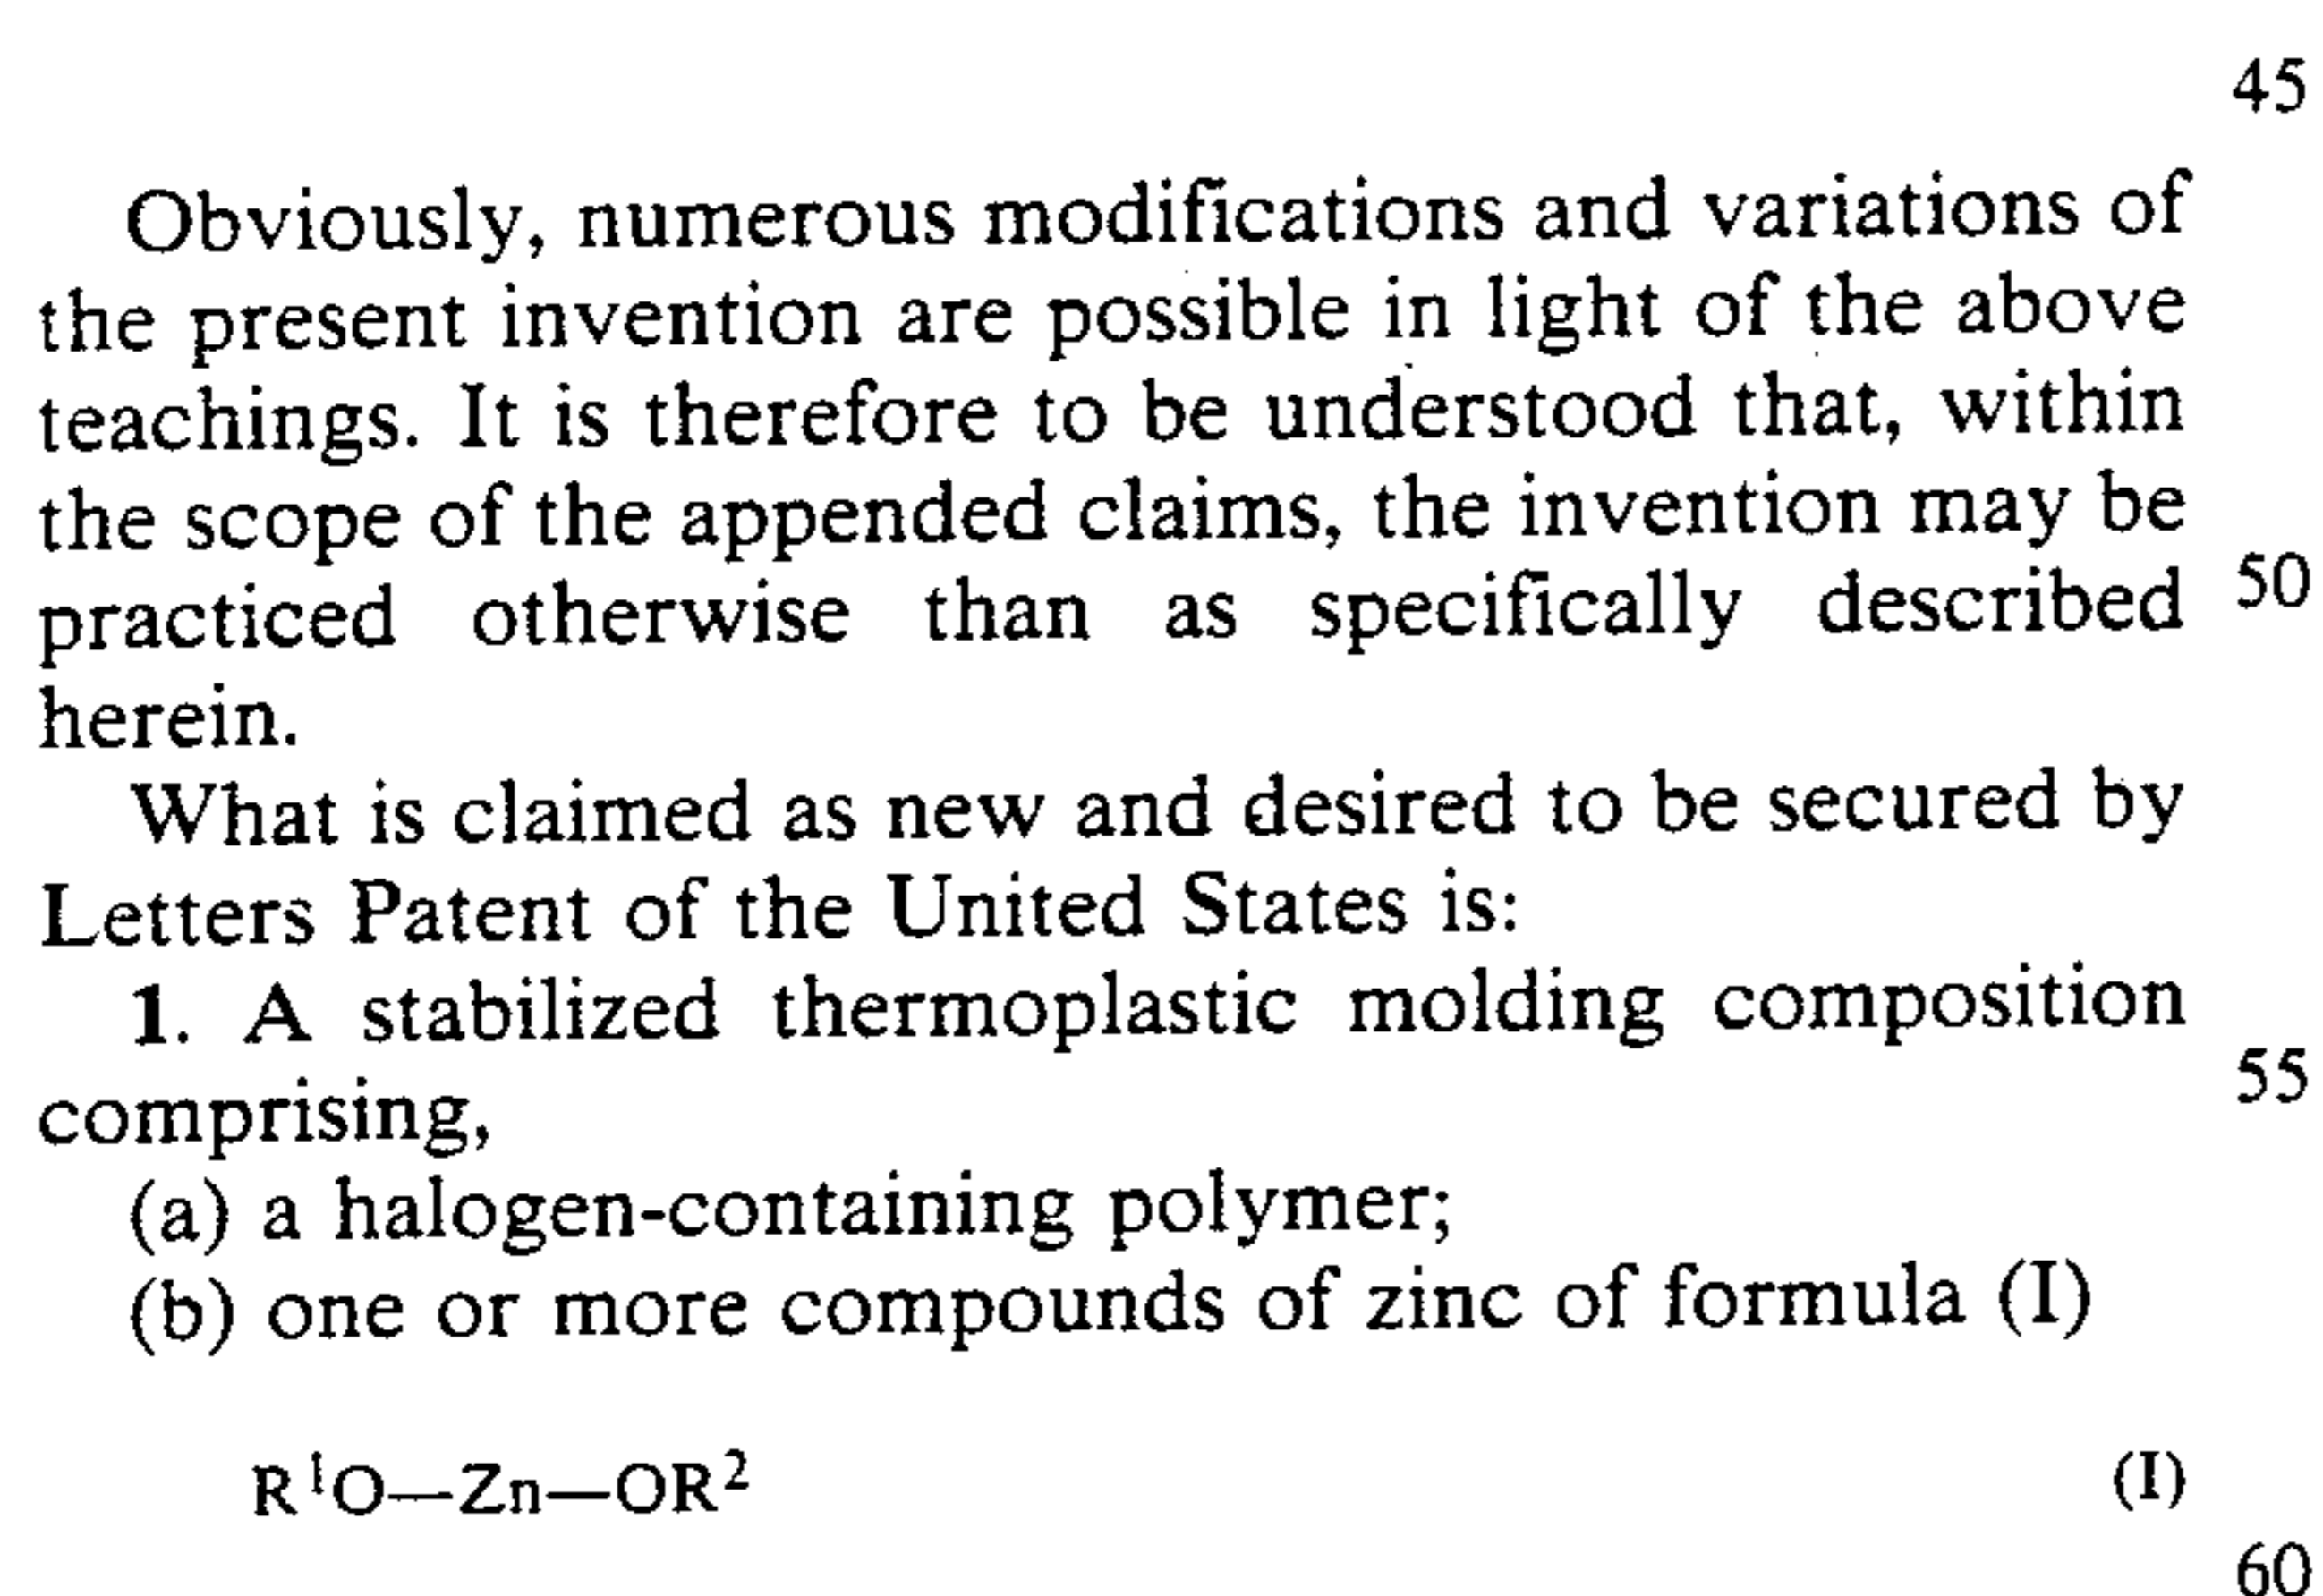 45
Obviously, numerous modifications and variations of
the present invention are possible in light of the above
teachings. It is therefore to be understood that, within
the scope of the appended claims, the invention may be
practiced otherwise than as specifically described 50
herein.
What is claimed as new and desired to be secured by
Letters Patent of the United States is:
1. A stabilized thermoplastic molding composition
comprising, 55
(a) a halogen-containing polymer;
(b) one or more compounds of zinc of formula (I)
R¹O—Zn—OR² (I)
60